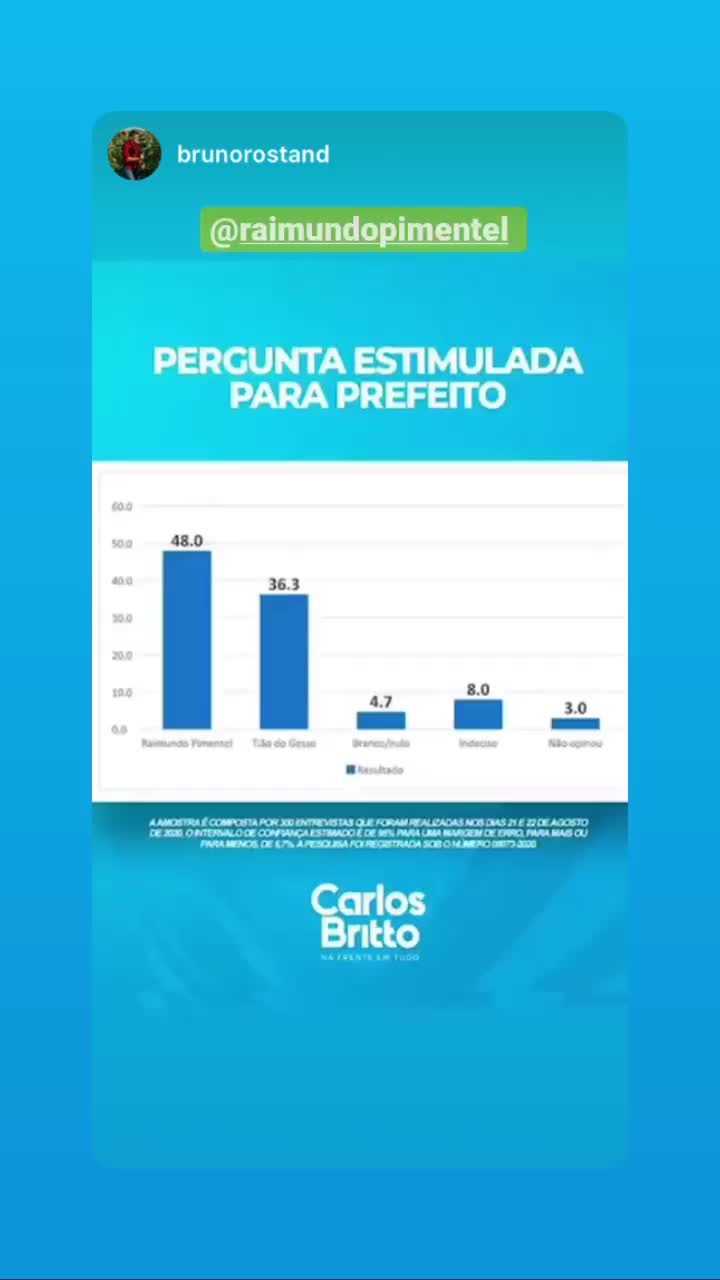 brunorostand
@raimundopimentel
PERGUNTA ESTIMULADA
PARA PREFEITO
60.0
50.0
40.0
30.0
20.0
10.0
0.0
48.0
36.3
4.7
8.0
3.0
Raimundo Pimentel
Tião do Gesso
Branco/nulo
Indeciso
Não opinou
Resultado
A AMOSTRA É COMPOSTA POR 300 ENTREVISTAS QUE FORAM REALIZADAS NOS DIAS 21 E 22 DE AGOSTO
DE 2020. O INTERVALO DE CONFIANÇA ESTIMADO É DE 95% PARA UMA MARGEM DE ERRO, PARA MAIS OU
PARA MENOS, DE 5,7%. A PESQUISA FOI REGISTRADA SOB O NÚMERO
Carlos
Britto
NA FRENTE EM TUDO